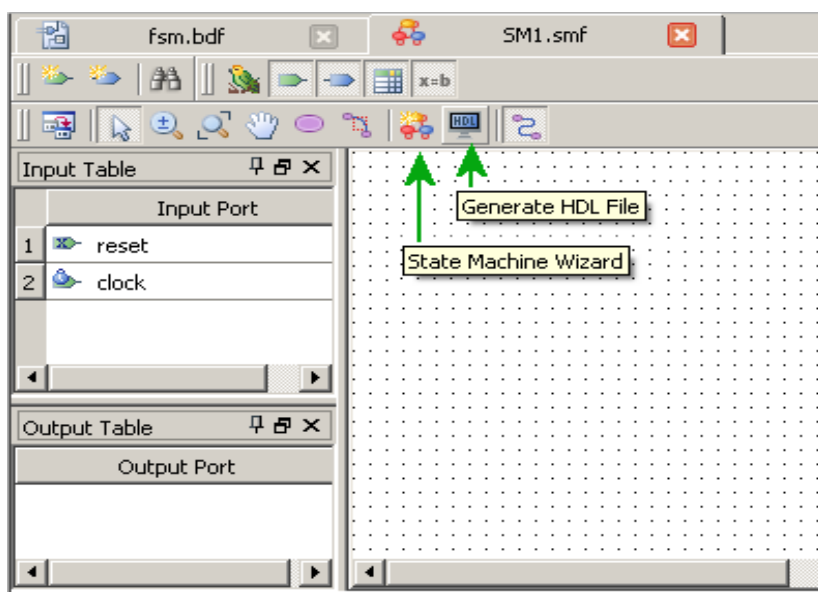 fsm.bdf
SM1.smf
x=b
HDL
Input Table
Input Port
1 reset
2 clock
Generate HDL File
State Machine Wizard
Output Table
Output Port